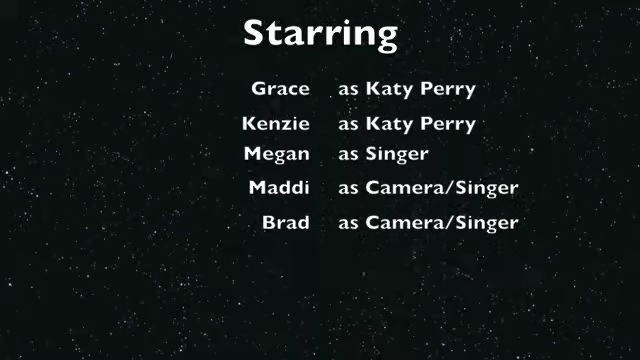 Starring
Grace as Katy Perry
Kenzie as Katy Perry
Megan as Singer
Maddi as Camera/Singer
Brad as Camera/Singer